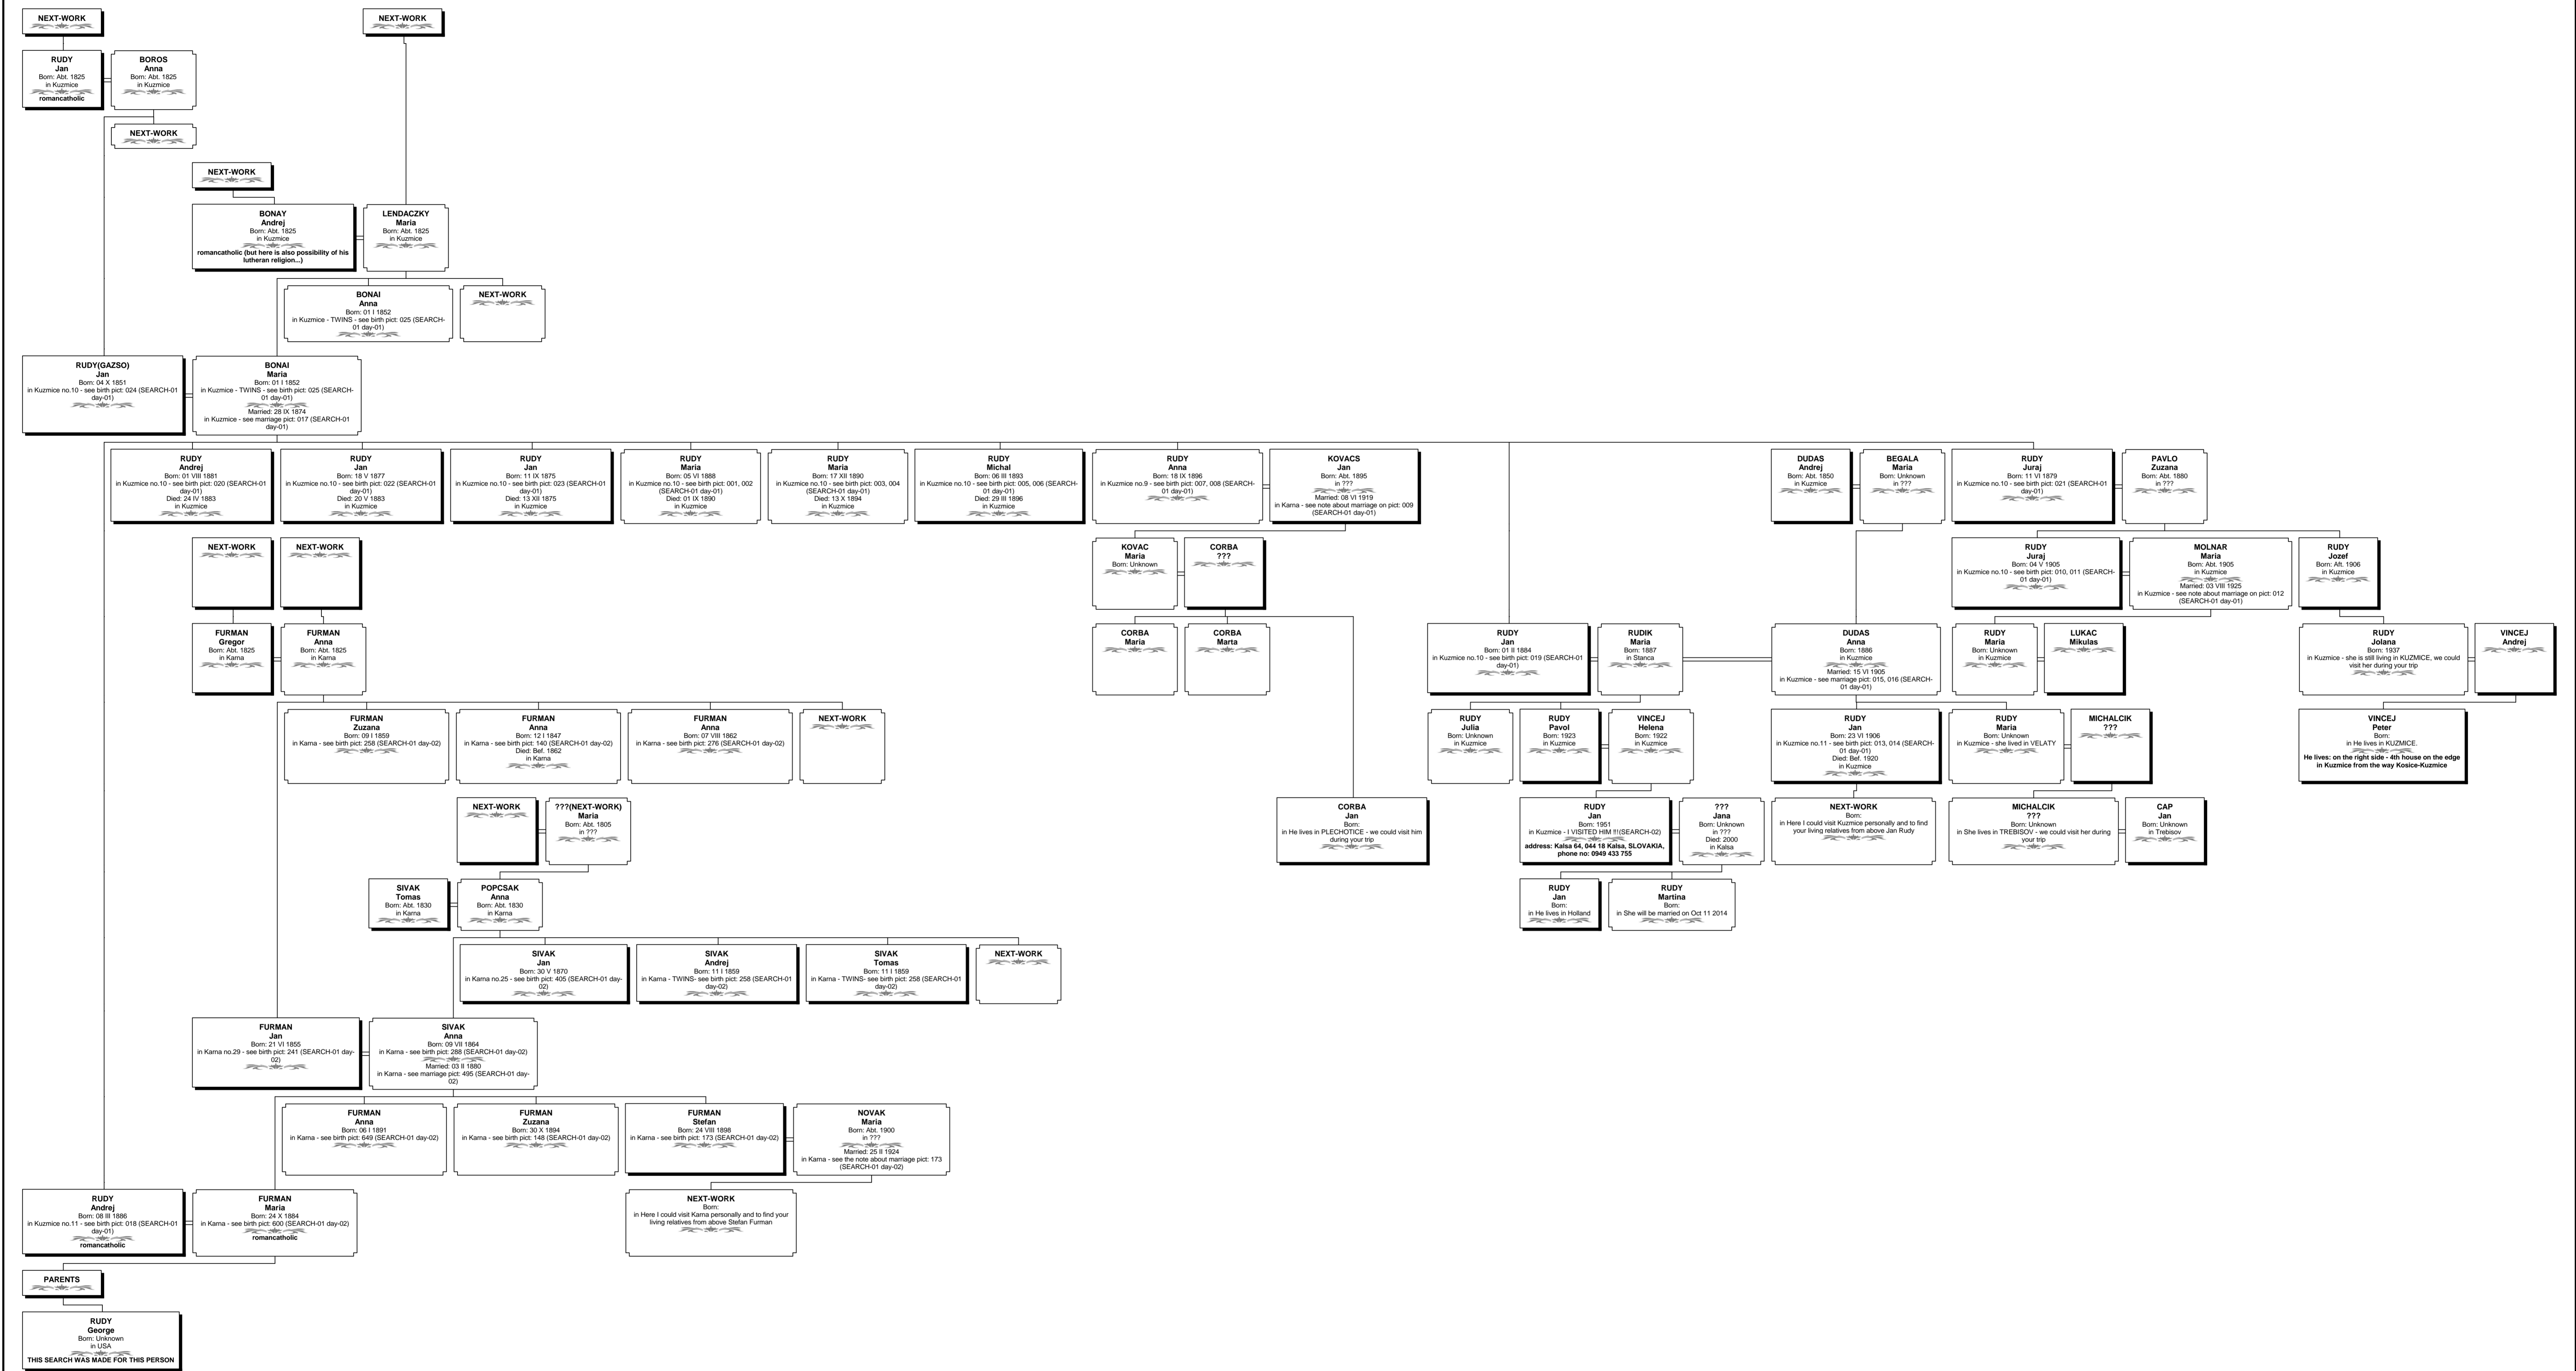 NEXT-WORK
NEXT-WORK
RUDY
Jan
Born: Abt. 1825
in Kuzmice
romancatholic
BOROS
Anna
Born: Abt. 1825
in Kuzmice
NEXT-WORK
NEXT-WORK
BONAY
Andrej
Born: Abt. 1825
in Kuzmice
romancatholic (but here is also possibility of his
lutheran religion...)
LENDACZKY
Maria
Born: Abt. 1825
in Kuzmice
BONAI
Anna
Born: 01 I 1852
in Kuzmice - TWINS - see birth pict: 025 (SEARCH-
01 day-01)
NEXT-WORK
RUDY(GAZSO)
Jan
Born: 04 X 1851
in Kuzmice no.10 - see birth pict: 024 (SEARCH-01
day-01)
BONAI
Maria
Born: 01 I 1852
in Kuzmice - TWINS - see birth pict: 025 (SEARCH-
01 day-01)
Married: 28 IX 1874
in Kuzmice - see marriage pict: 017 (SEARCH-01
day-01)
RUDY
Andrej
Born: 01 VIII 1881
in Kuzmice no.10 - see birth pict: 020 (SEARCH-01
day-01)
Died: 24 IV 1883
in Kuzmice
RUDY
Jan
Born: 18 V 1877
in Kuzmice no.10 - see birth pict: 022 (SEARCH-01
day-01)
Died: 20 V 1883
in Kuzmice
RUDY
Jan
Born: 11 IX 1875
in Kuzmice no.10 - see birth pict: 023 (SEARCH-01
day-01)
Died: 13 XII 1875
in Kuzmice
RUDY
Maria
Born: 05 VI 1888
in Kuzmice no.10 - see birth pict: 001, 002
(SEARCH-01 day-01)
Died: 01 IX 1890
in Kuzmice
RUDY
Maria
Born: 17 XII 1890
in Kuzmice no.10 - see birth pict: 003, 004
(SEARCH-01 day-01)
Died: 13 X 1894
in Kuzmice
RUDY
Michal
Born: 06 III 1893
in Kuzmice no.10 - see birth pict: 005, 006 (SEARCH-
01 day-01)
Died: 29 III 1896
in Kuzmice
RUDY
Anna
Born: 18 IX 1896
in Kuzmice no.9 - see birth pict: 007, 008 (SEARCH-
01 day-01)
KOVACS
Jan
Born: Abt. 1895
in ???
Married: 08 VI 1919
in Karna - see note about marriage on pict: 009
(SEARCH-01 day-01)
DUDAS
Andrej
Born: Abt. 1850
in Kuzmice
BEGALA
Maria
Born: Unknown
in ???
RUDY
Juraj
Born: 11 VI 1879
in Kuzmice no.10 - see birth pict: 021 (SEARCH-01
day-01)
PAVLO
Zuzana
Born: Abt. 1880
in ???
NEXT-WORK
NEXT-WORK
KOVAC
Maria
Born: Unknown
CORBA
???
RUDY
Juraj
Born: 04 V 1905
in Kuzmice no.10 - see birth pict: 010, 011 (SEARCH-
01 day-01)
MOLNAR
Maria
Born: Abt. 1905
in Kuzmice
Married: 03 VIII 1925
in Kuzmice - see note about marriage on pict: 012
(SEARCH-01 day-01)
RUDY
Jozef
Born: Aft. 1906
in Kuzmice
FURMAN
Gregor
Born: Abt. 1825
in Karna
FURMAN
Anna
Born: Abt. 1825
in Karna
CORBA
Maria
CORBA
Marta
RUDY
Jan
Born: 01 II 1884
in Kuzmice no.10 - see birth pict: 019 (SEARCH-01
day-01)
RUDIK
Maria
Born: 1887
in Stanca
DUDAS
Anna
Born: 1886
in Kuzmice
Married: 15 VI 1905
in Kuzmice - see marriage pict: 015, 016 (SEARCH-
01 day-01)
RUDY
Maria
Born: Unknown
in Kuzmice
LUKAC
Mikulas
RUDY
Jolana
Born: 1937
in Kuzmice - she is still living in KUZMICE, we could
visit her during your trip
VINCEJ
Andrej
FURMAN
Zuzana
Born: 09 I 1859
in Karna - see birth pict: 258 (SEARCH-01 day-02)
FURMAN
Anna
Born: 12 I 1847
in Karna - see birth pict: 140 (SEARCH-01 day-02)
Died: Bef. 1862
in Karna
FURMAN
Anna
Born: 07 VIII 1862
in Karna - see birth pict: 276 (SEARCH-01 day-02)
NEXT-WORK
RUDY
Julia
Born: Unknown
in Kuzmice
RUDY
Pavol
Born: 1923
in Kuzmice
VINCEJ
Helena
Born: 1922
in Kuzmice
RUDY
Jan
Born: 23 VI 1906
in Kuzmice no.11 - see birth pict: 013, 014 (SEARCH-
01 day-01)
Died: Bef. 1920
in Kuzmice
RUDY
Maria
Born: Unknown
in Kuzmice - she lived in VELATY
MICHALCIK
???
VINCEJ
Peter
Born:
in He lives in KUZMICE.
He lives: on the right side - 4th house on the edge
in Kuzmice from the way Kosice-Kuzmice
NEXT-WORK
???(NEXT-WORK)
Maria
Born: Abt. 1805
in ???
CORBA
Jan
Born:
in He lives in PLECHOTICE - we could visit him
during your trip
RUDY
Jan
Born: 1951
in Kuzmice - I VISITED HIM !!!(SEARCH-02)
address: Kalsa 64, 044 18 Kalsa, SLOVAKIA,
phone no: 0949 433 755
???
Jana
Born: Unknown
in ???
Died: 2000
in Kalsa
NEXT-WORK
Born:
in Here I could visit Kuzmice personally and to find
your living relatives from above Jan Rudy
MICHALCIK
???
Born: Unknown
in She lives in TREBISOV - we could visit her during
your trip
CAP
Jan
Born: Unknown
in Trebisov
SIVAK
Tomas
Born: Abt. 1830
in Karna
POPCSAK
Anna
Born: Abt. 1830
in Karna
RUDY
Jan
Born:
in He lives in Holland
RUDY
Martina
Born:
in She will be married on Oct 11 2014
SIVAK
Jan
Born: 30 V 1870
in Karna no.25 - see birth pict: 405 (SEARCH-01 day-
02)
SIVAK
Andrej
Born: 11 I 1859
in Karna - TWINS- see birth pict: 258 (SEARCH-01
day-02)
SIVAK
Tomas
Born: 11 I 1859
in Karna - TWINS- see birth pict: 258 (SEARCH-01
day-02)
NEXT-WORK
FURMAN
Jan
Born: 21 VI 1855
in Karna no.29 - see birth pict: 241 (SEARCH-01 day-
02)
SIVAK
Anna
Born: 09 VII 1864
in Karna - see birth pict: 288 (SEARCH-01 day-02)
Married: 03 II 1880
in Karna - see marriage pict: 495 (SEARCH-01 day-
02)
FURMAN
Anna
Born: 06 I 1891
in Karna - see birth pict: 649 (SEARCH-01 day-02)
FURMAN
Zuzana
Born: 30 X 1894
in Karna - see birth pict: 148 (SEARCH-01 day-02)
FURMAN
Stefan
Born: 24 VIII 1898
in Karna - see birth pict: 173 (SEARCH-01 day-02)
NOVAK
Maria
Born: Abt. 1900
in ???
Married: 25 II 1924
in Karna - see the note about marriage pict: 173
(SEARCH-01 day-02)
RUDY
Andrej
Born: 08 III 1886
in Kuzmice no.11 - see birth pict: 018 (SEARCH-01
day-01)
romancatholic
FURMAN
Maria
Born: 24 X 1884
in Karna - see birth pict: 600 (SEARCH-01 day-02)
romancatholic
NEXT-WORK
Born:
in Here I could visit Karna personally and to find your
living relatives from above Stefan Furman
PARENTS
RUDY
George
Born: Unknown
in USA
THIS SEARCH WAS MADE FOR THIS PERSON